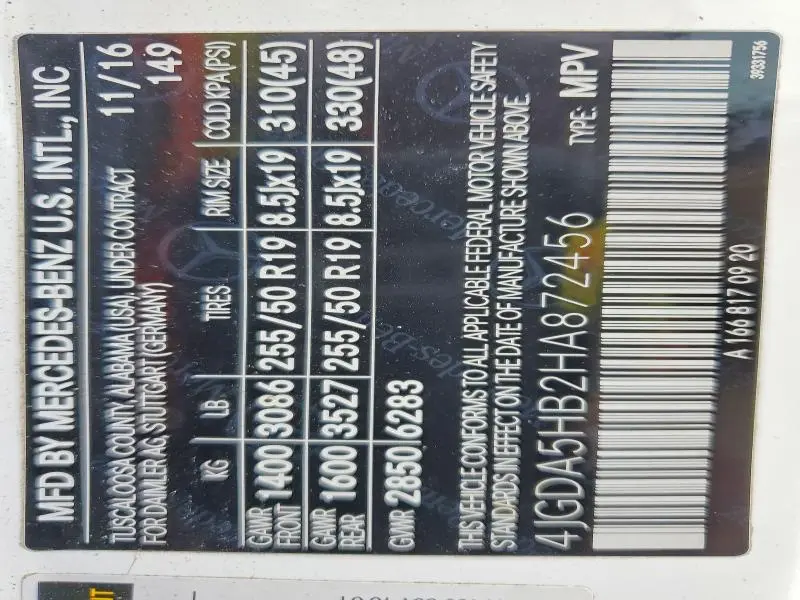 MFD BY MERCEDES-BENZ U.S. INTL., INC
TUSCALOOSA COUNTY, ALABAMA (USA), UNDER CONTRACT 11/16
FOR DAIMLER AG, STUTTGART (GERMANY) 149
KG LB TIRES RIM SIZE COLD KPA(PSI)
GAWR FRONT 1400 3086 255/50 R19 8.5Jx19 310(45)
GAWR REAR 1600 3527 255/50 R19 8.5Jx19 330(48)
GVWR 2850 6283
THIS VEHICLE CONFORMS TO ALL APPLICABLE FEDERAL MOTOR VEHICLE SAFETY
STANDARDS IN EFFECT ON THE DATE OF MANUFACTURE SHOWN ABOVE.
4JGDA5HB2HA872456 TYPE: MPV
A 166 817 09 20
39331756